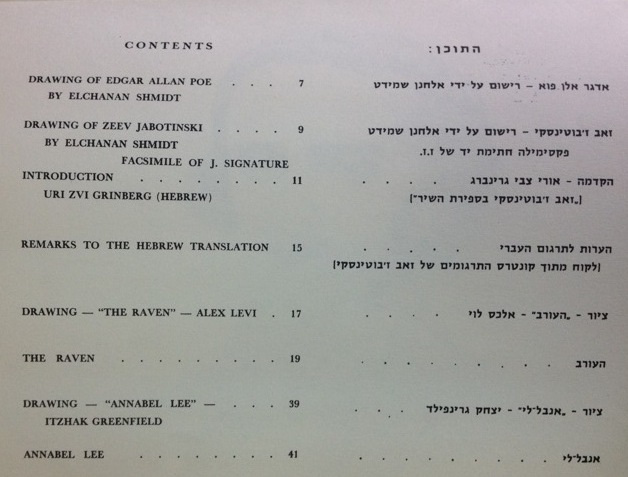 CONTENTS
התוכן:
DRAWING OF EDGAR ALLAN POE . . . 7
BY ELCHANAN SHMIDT
אדגר אלן פוא – רישום על ידי אלחנן שמידט
DRAWING OF ZEEV JABOTINSKI . . . . 9
BY ELCHANAN SHMIDT
FACSIMILE OF J. SIGNATURE
זאב ז'בוטינסקי – רישום על ידי אלחנן שמידט
פקסימילה חתימת יד של ז.ז.
INTRODUCTION . . . . . . . 11
URI ZVI GRINBERG (HEBREW)
הקדמה – אורי צבי גרינברג . . . .
(„זאב ז'בוטינסקי בספירת השיר")
REMARKS TO THE HEBREW TRANSLATION 15
הערות לתרגום העברי . . . . .
(לקוח מתוך קונטרס התרגומים של זאב ז'בוטינסקי)
DRAWING — “THE RAVEN” — ALEX LEVI . 17
ציור – „העורב" – אלכס לוי . . . .
THE RAVEN . . . . . . . . 19
העורב . . . . . . . . .
DRAWING — “ANNABEL LEE” — . . . 39
ITZHAK GREENFIELD
ציור – „אנבל־לי" – יצחק גרינפילד . . .
ANNABEL LEE . . . . . . . 41
אנבל־לי . . . . . . . . .